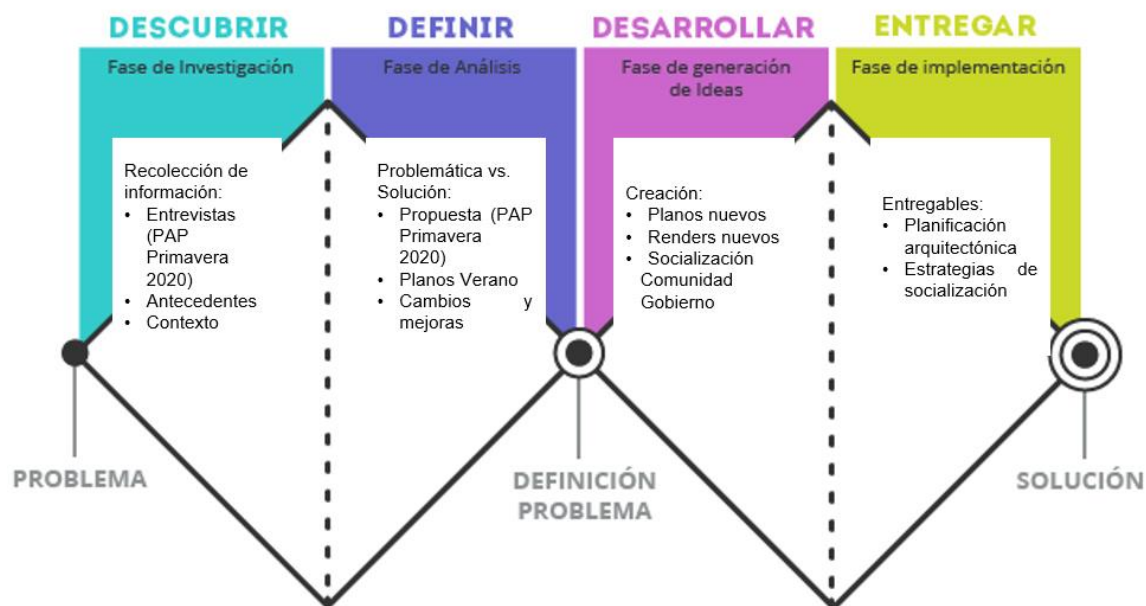 DESCUBRIR
Fase de Investigación
Recolección de
información:
• Entrevistas
(PAP
Primavera
2020)
• Antecedentes
• Contexto
DEFINIR
Fase de Análisis
Problemática vs.
Solución:
• Propuesta (PAP
Primavera
2020)
• Planos Verano
• Cambios y
mejoras
DESARROLLAR
Fase de generación
de Ideas
Creación:
• Planos nuevos
• Renders nuevos
• Socialización
Comunidad
Gobierno
ENTREGAR
Fase de implementación
Entregables:
• Planificación
arquitectónica
• Estrategias de
socialización
PROBLEMA
DEFINICIÓN
PROBLEMA
SOLUCIÓN